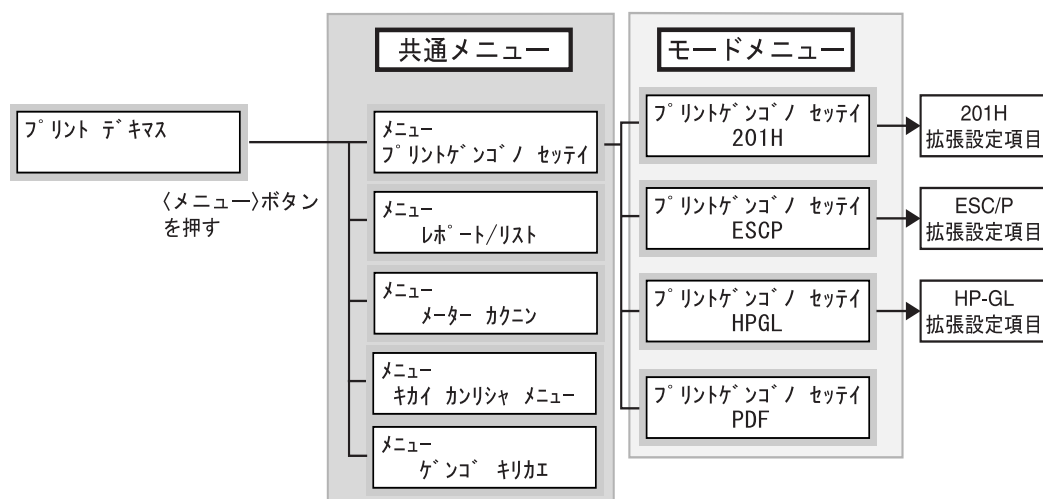 共通メニュー
モードメニュー
ﾌﾟﾘﾝﾄ ﾃﾞｷﾏｽ
〈メニュー〉ボタン
を押す
ﾒﾆｭｰ
ﾌﾟﾘﾝﾄｹﾞﾝｺﾞﾉ ｾｯﾃｲ
ﾒﾆｭｰ
ﾚﾎﾟｰﾄ/ﾘｽﾄ
ﾒﾆｭｰ
ﾒｰﾀｰ ｶｸﾆﾝ
ﾒﾆｭｰ
ｷｶｲ ｶﾝﾘｼｬ ﾒﾆｭｰ
ﾒﾆｭｰ
ｹﾞﾝｺﾞ ｷﾘｶｴ
ﾌﾟﾘﾝﾄｹﾞﾝｺﾞﾉ ｾｯﾃｲ
201H
201H
拡張設定項目
ﾌﾟﾘﾝﾄｹﾞﾝｺﾞﾉ ｾｯﾃｲ
ESCP
ESC/P
拡張設定項目
ﾌﾟﾘﾝﾄｹﾞﾝｺﾞﾉ ｾｯﾃｲ
HPGL
HP-GL
拡張設定項目
ﾌﾟﾘﾝﾄｹﾞﾝｺﾞﾉ ｾｯﾃｲ
PDF